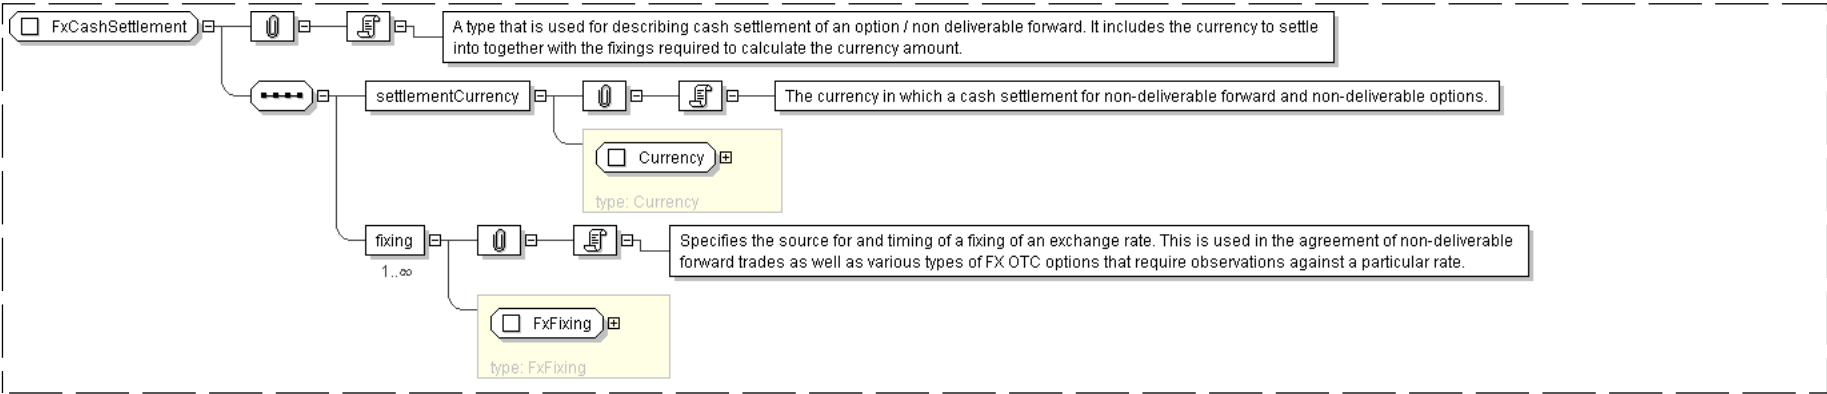 FxCashSettlement
A type that is used for describing cash settlement of an option / non deliverable forward. It includes the currency to settle
into together with the fixings required to calculate the currency amount.
settlementCurrency
The currency in which a cash settlement for non-deliverable forward and non-deliverable options.
Currency
type: Currency
fixing
1..∞
Specifies the source for and timing of a fixing of an exchange rate. This is used in the agreement of non-deliverable
forward trades as well as various types of FX OTC options that require observations against a particular rate.
FxFixing
type: FxFixing